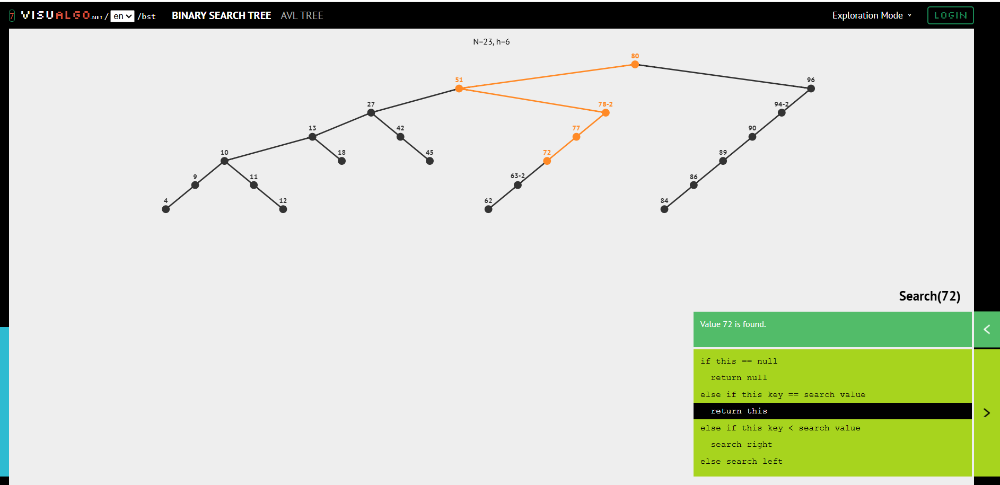 7 VISUALGO.NET / en /bst BINARY SEARCH TREE AVL TREE Exploration Mode LOGIN
N=23, h=6
80
51 96
27 78-2 94-2
13 42 77 90
10 18 45 72 89
9 11 63-2 86
4 12 62 84
Search(72)
Value 72 is found.
if this == null
return null
else if this key == search value
return this
else if this key < search value
search right
else search left